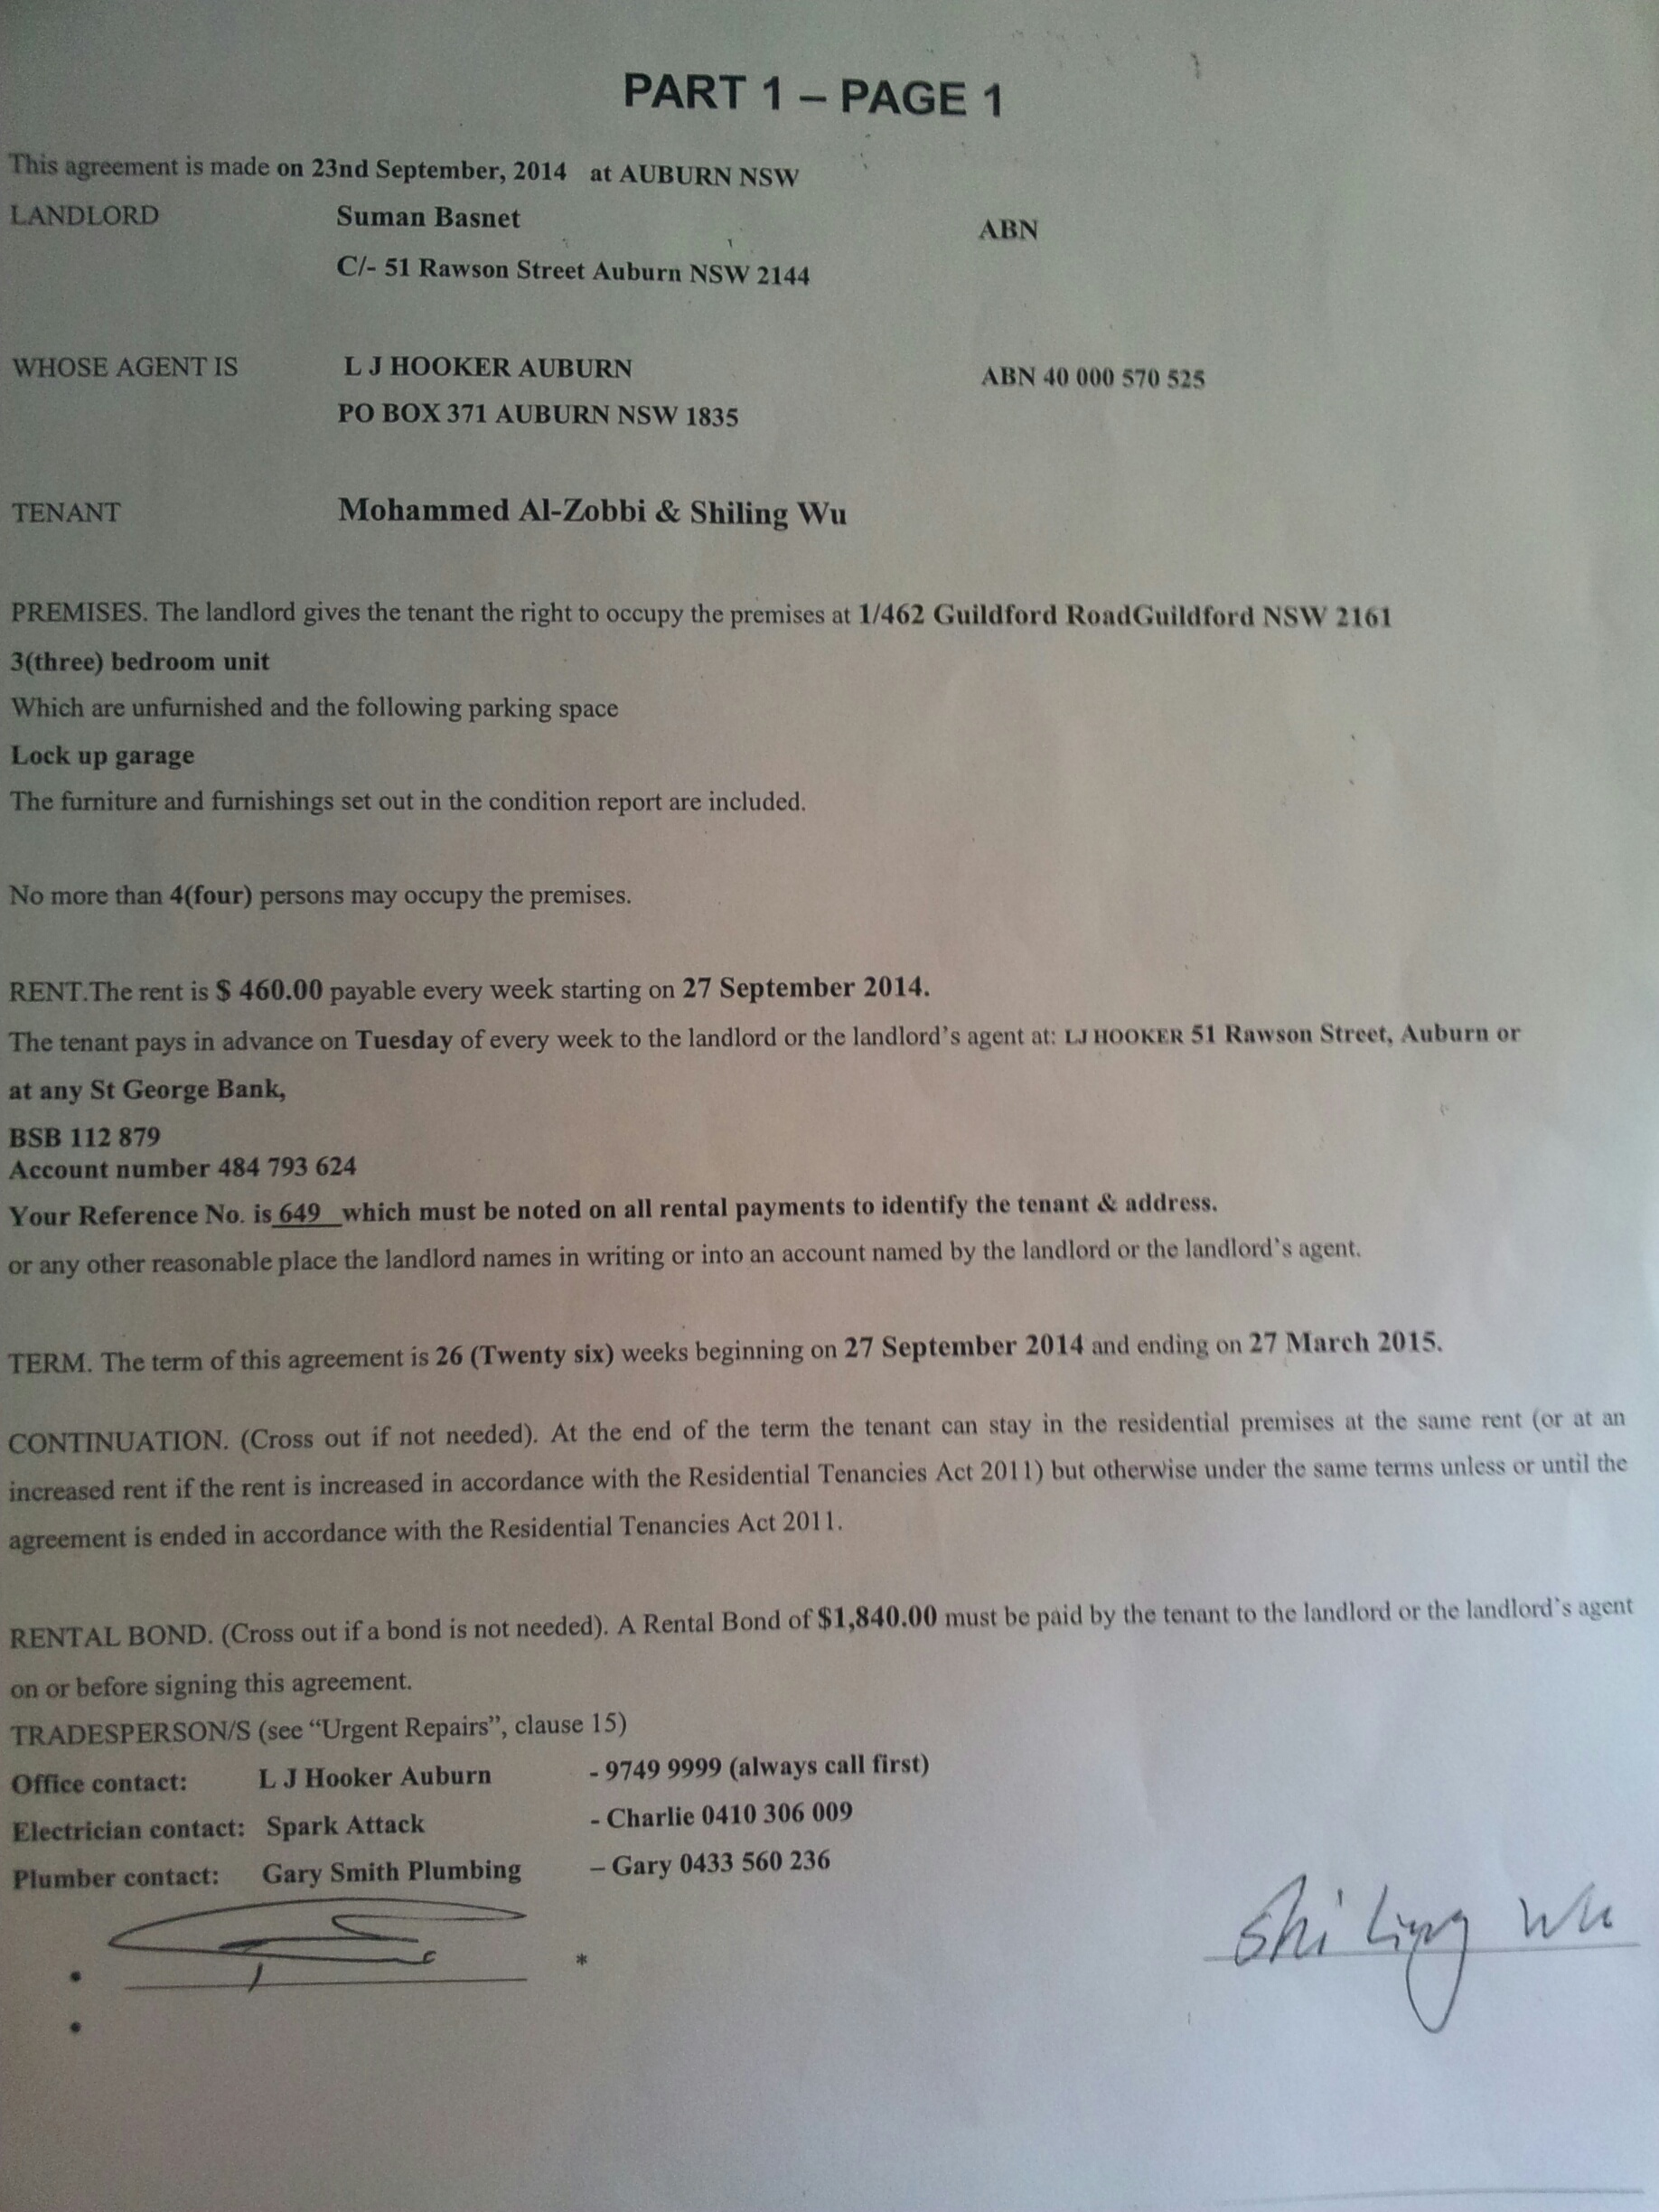 PART 1 – PAGE 1
This agreement is made on 23nd September, 2014 at AUBURN NSW
LANDLORD Suman Basnet ABN
C/- 51 Rawson Street Auburn NSW 2144
WHOSE AGENT IS L J HOOKER AUBURN ABN 40 000 570 525
PO BOX 371 AUBURN NSW 1835
TENANT Mohammed Al-Zobbi & Shiling Wu
PREMISES. The landlord gives the tenant the right to occupy the premises at 1/462 Guildford RoadGuildford NSW 2161
3(three) bedroom unit
Which are unfurnished and the following parking space
Lock up garage
The furniture and furnishings set out in the condition report are included.
No more than 4(four) persons may occupy the premises.
RENT.The rent is $ 460.00 payable every week starting on 27 September 2014.
The tenant pays in advance on Tuesday of every week to the landlord or the landlord's agent at: LJ HOOKER 51 Rawson Street, Auburn or
at any St George Bank,
BSB 112 879
Account number 484 793 624
Your Reference No. is 649 which must be noted on all rental payments to identify the tenant & address.
or any other reasonable place the landlord names in writing or into an account named by the landlord or the landlord's agent.
TERM. The term of this agreement is 26 (Twenty six) weeks beginning on 27 September 2014 and ending on 27 March 2015.
CONTINUATION. (Cross out if not needed). At the end of the term the tenant can stay in the residential premises at the same rent (or at an
increased rent if the rent is increased in accordance with the Residential Tenancies Act 2011) but otherwise under the same terms unless or until the
agreement is ended in accordance with the Residential Tenancies Act 2011.
RENTAL BOND. (Cross out if a bond is not needed). A Rental Bond of $1,840.00 must be paid by the tenant to the landlord or the landlord's agent
on or before signing this agreement.
TRADESPERSON/S (see "Urgent Repairs", clause 15)
Office contact: L J Hooker Auburn - 9749 9999 (always call first)
Electrician contact: Spark Attack - Charlie 0410 306 009
Plumber contact: Gary Smith Plumbing – Gary 0433 560 236
* Shi Ling Wu